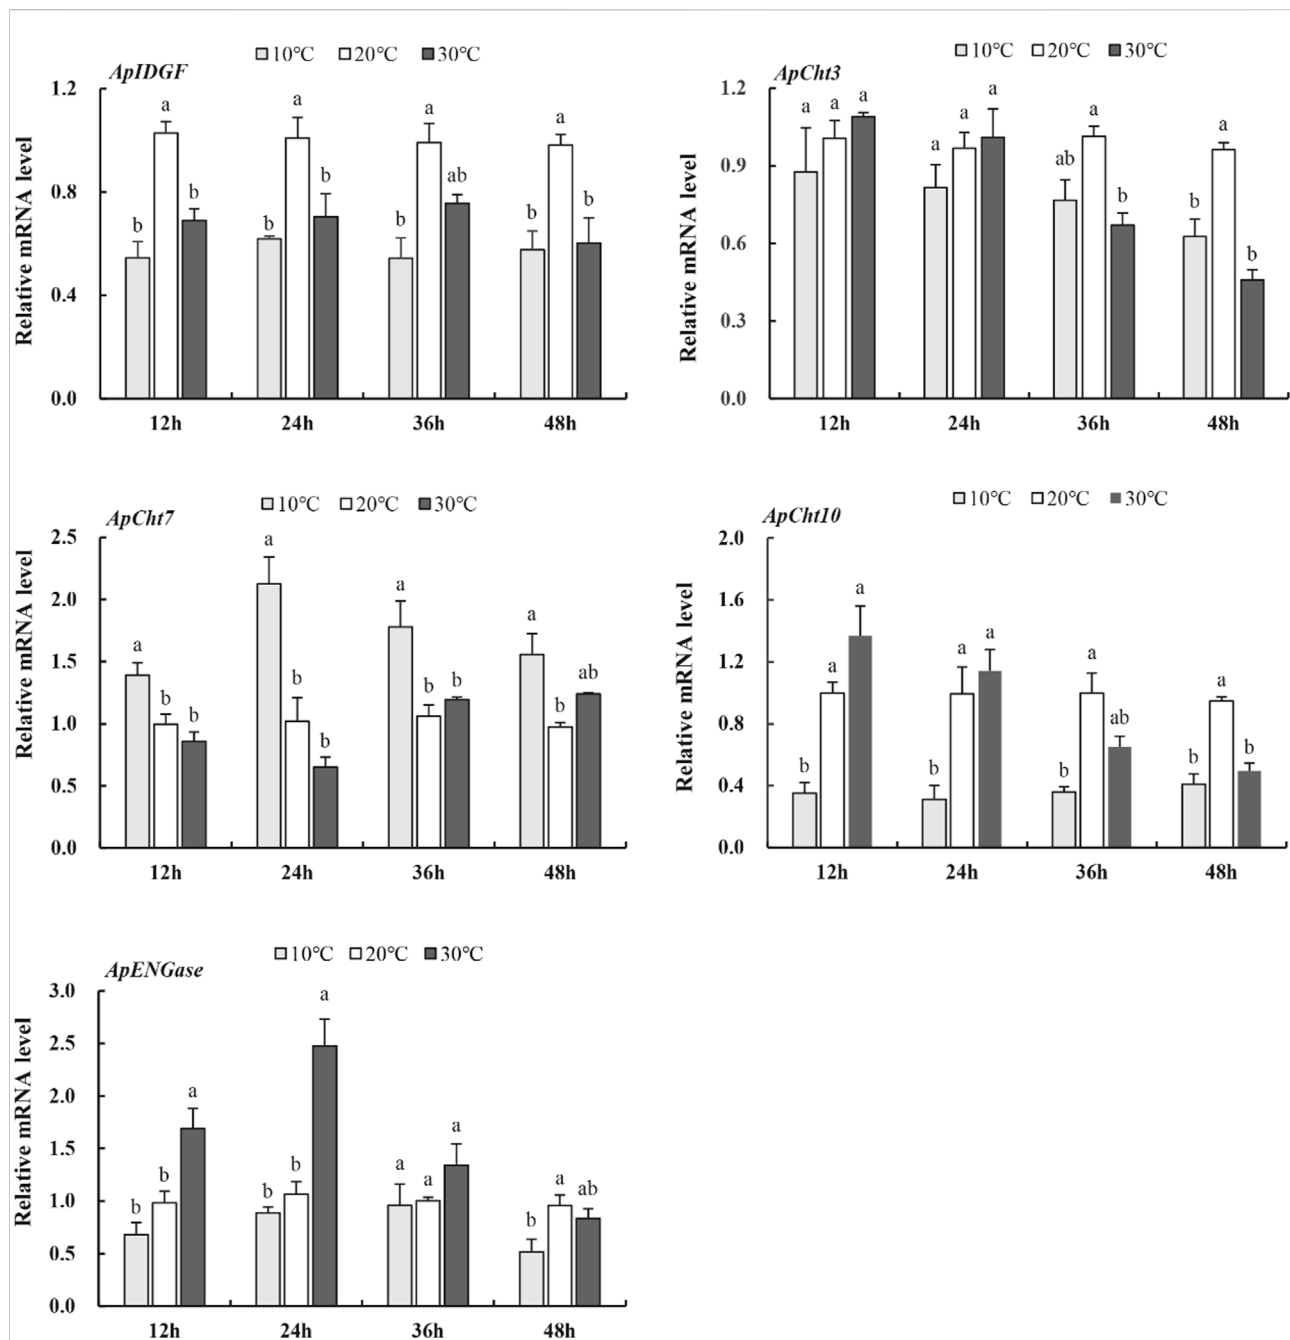 ApIDGF
10℃ 20℃ 30℃
Relative mRNA level
1.2
0.8
0.4
0.0
a a a a
b b ab b
b b b b
12h 24h 36h 48h
ApCht3
10℃ 20℃ 30℃
Relative mRNA level
1.2
0.9
0.6
0.3
0.0
a a a a a a ab a b b a b
12h 24h 36h 48h
ApCht7
10℃ 20℃ 30℃
Relative mRNA level
2.5
2.0
1.5
1.0
0.5
0.0
a b b a b b a b b a b ab
12h 24h 36h 48h
ApCht10
10℃ 20℃ 30℃
Relative mRNA level
2.0
1.6
1.2
0.8
0.4
0.0
b a a b a a b a ab b a b
12h 24h 36h 48h
ApENGase
10℃ 20℃ 30℃
Relative mRNA level
3.0
2.5
2.0
1.5
1.0
0.5
0.0
b b a b b a a a a b a ab
12h 24h 36h 48h